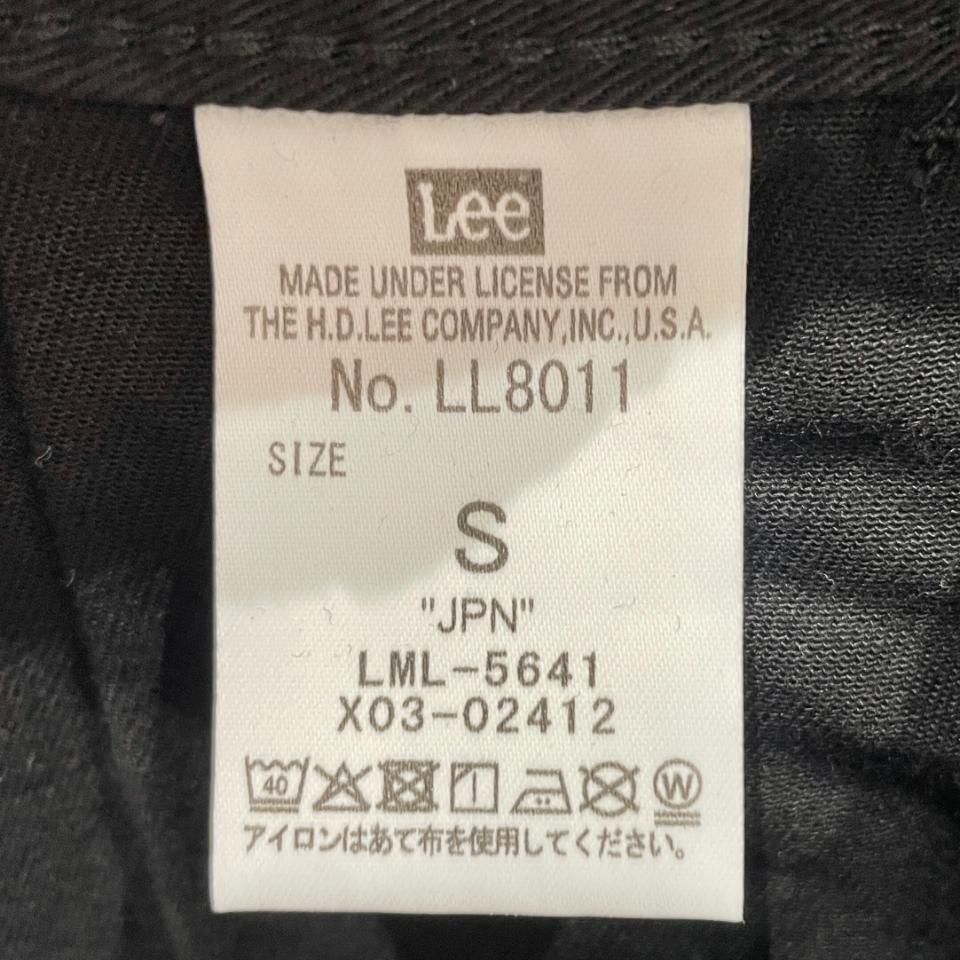 Lee
MADE UNDER LICENSE FROM
THE H.D.LEE COMPANY,INC.,U.S.A.
No. LL8011
SIZE
S
"JPN"
LML-5641
X03-02412
40 W
アイロンはあて布を使用してください。